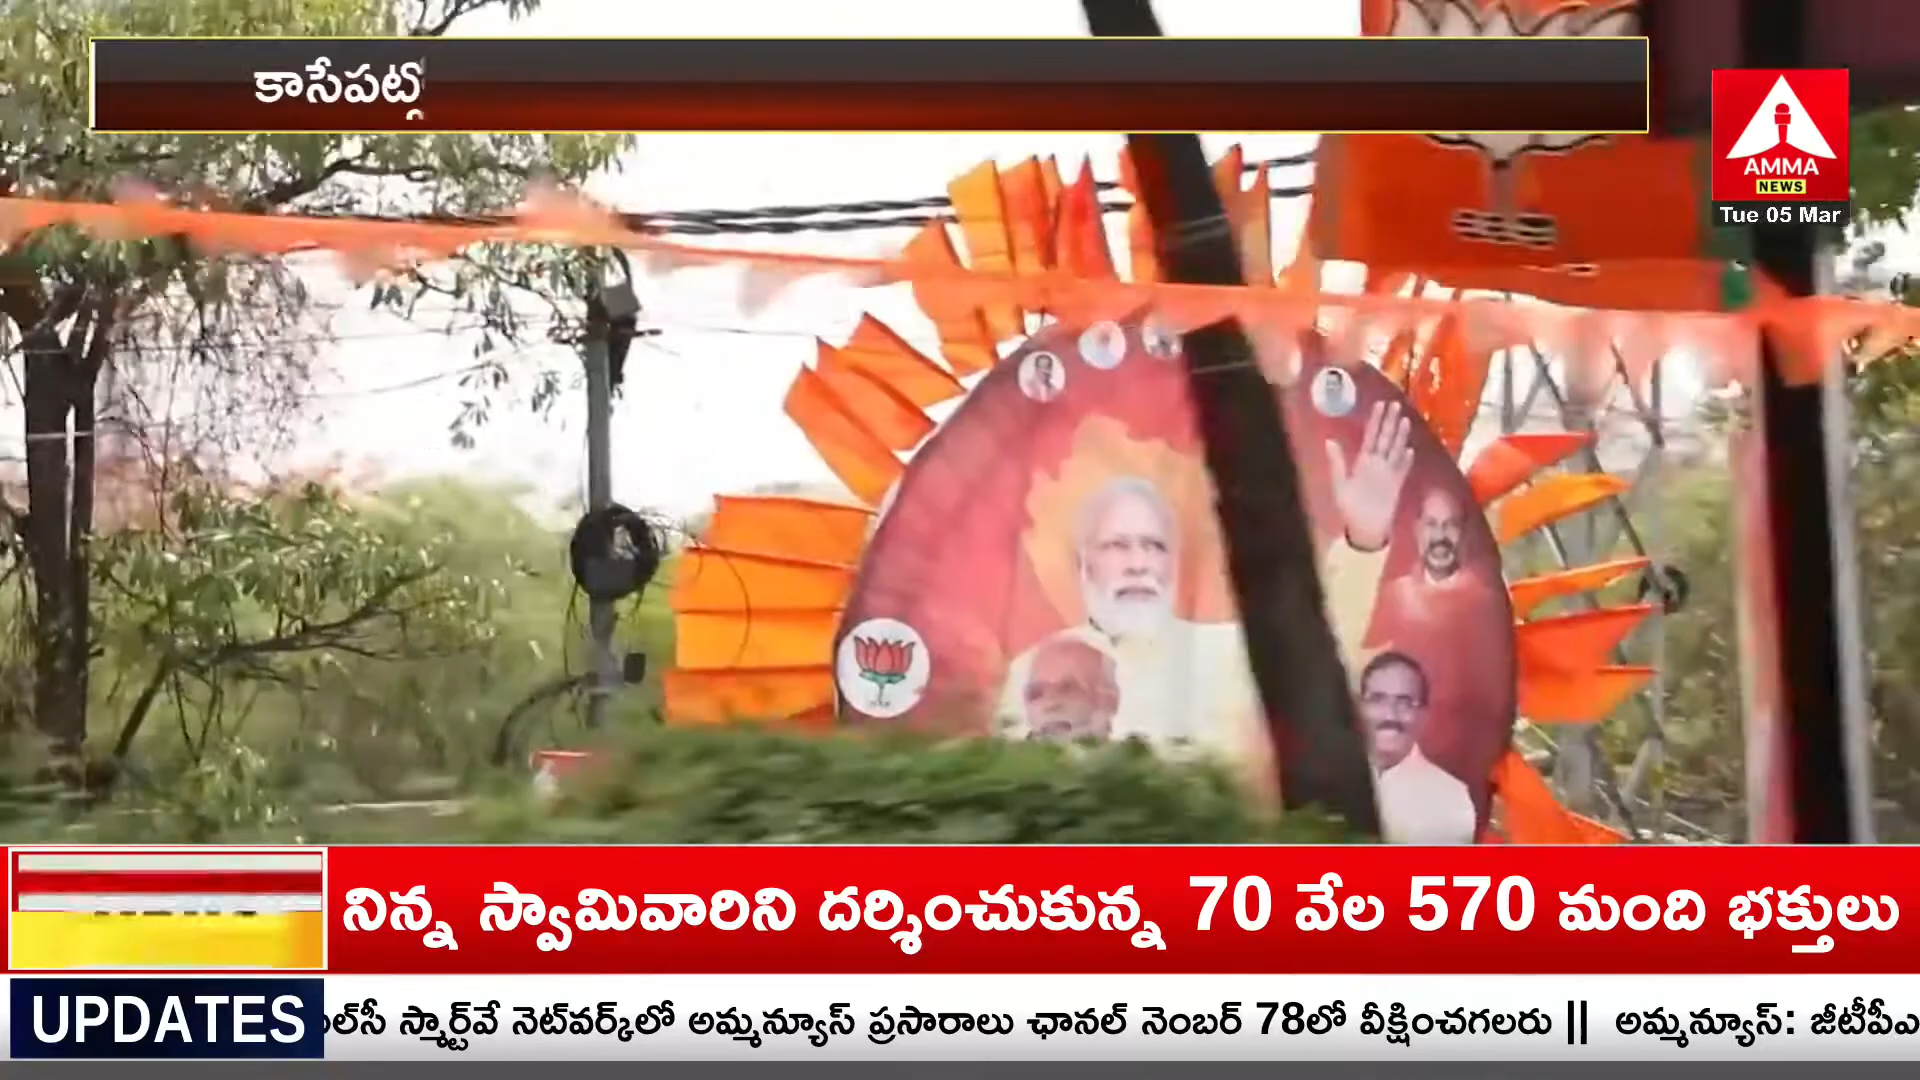 కాసేపట్లో
AMMA
NEWS
Tue 05 Mar
నిన్న స్వామివారిని దర్శించుకున్న 70 వేల 570 మంది భక్తులు
UPDATES
స్మార్ట్‌వే నెట్‌వర్క్‌లో అమ్మన్యూస్ ప్రసారాలు ఛానల్ నెంబర్ 78లో వీక్షించగలరు || అమ్మన్యూస్: జీటీపీఎ